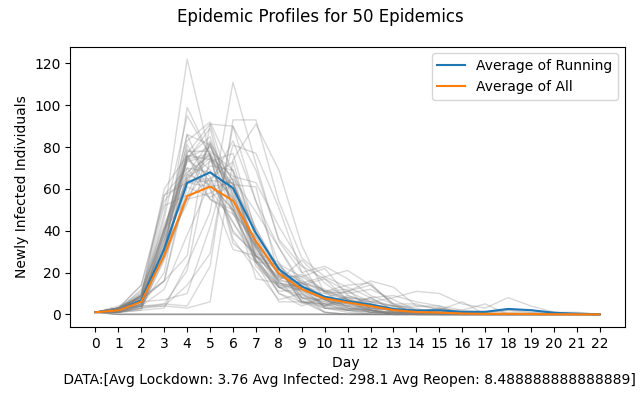 Epidemic Profiles for 50 Epidemics
120
100
80
60
40
20
0
Newly Infected Individuals
Average of Running
Average of All
0 1 2 3 4 5 6 7 8 9 10 11 12 13 14 15 16 17 18 19 20 21 22
Day
DATA:[Avg Lockdown: 3.76 Avg Infected: 298.1 Avg Reopen: 8.488888888888889]